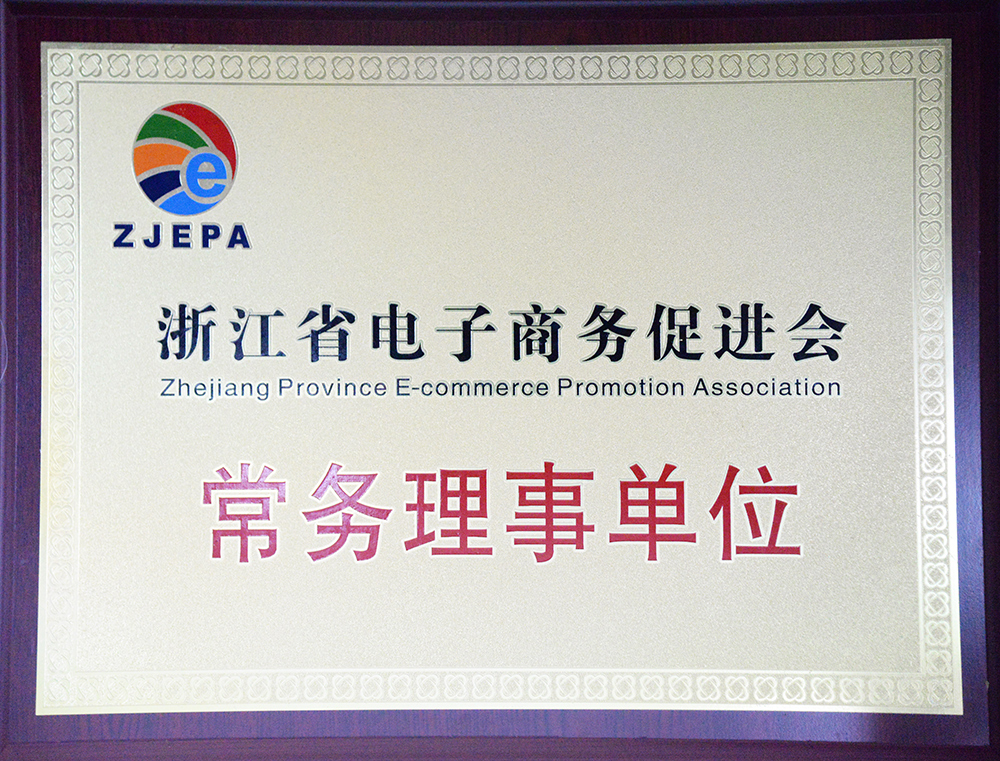 e
ZJEPA
浙江省电子商务促进会
Zhejiang Province E-commerce Promotion Association
常务理事单位